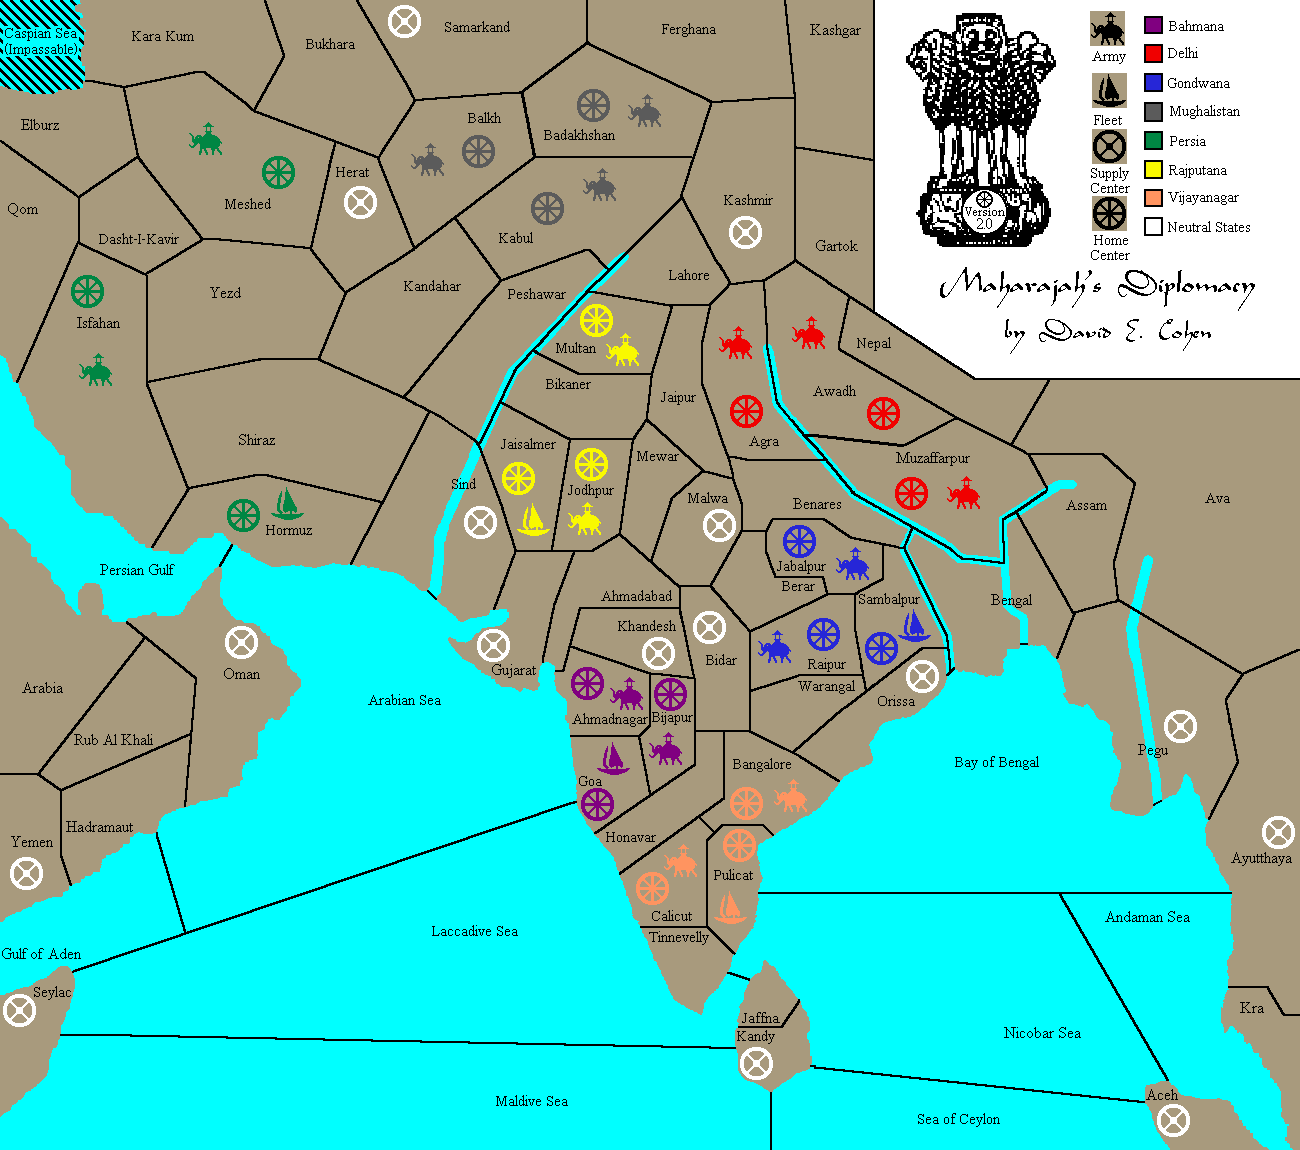 Caspian Sea
(Impassable)
Kara Kum
Bukhara
Samarkand
Ferghana
Kashgar
Army
Fleet
Supply
Center
Home
Center
Bahmana
Delhi
Gondwana
Mughalistan
Persia
Rajputana
Vijayanagar
Neutral States
Version
2.0
Maharajah's Diplomacy
by David E. Cohen
Elburz
Balkh
Badakhshan
Herat
Meshed
Qom
Dasht-I-Kavir
Kabul
Kashmir
Gartok
Lahore
Yezd
Kandahar
Peshawar
Isfahan
Multan
Nepal
Bikaner
Jaipur
Awadh
Shiraz
Jaisalmer
Agra
Mewar
Muzaffarpur
Sind
Jodhpur
Malwa
Benares
Assam
Ava
Hormuz
Persian Gulf
Jabalpur
Berar
Ahmadabad
Sambalpur
Bengal
Khandesh
Bidar
Raipur
Gujarat
Oman
Arabia
Warangal
Orissa
Arabian Sea
Ahmadnagar
Bijapur
Rub Al Khali
Pegu
Bangalore
Bay of Bengal
Goa
Hadramaut
Honavar
Yemen
Ayutthaya
Pulicat
Calicut
Andaman Sea
Laccadive Sea
Tinnevelly
Gulf of Aden
Seylac
Kra
Jaffna
Kandy
Nicobar Sea
Aceh
Maldive Sea
Sea of Ceylon